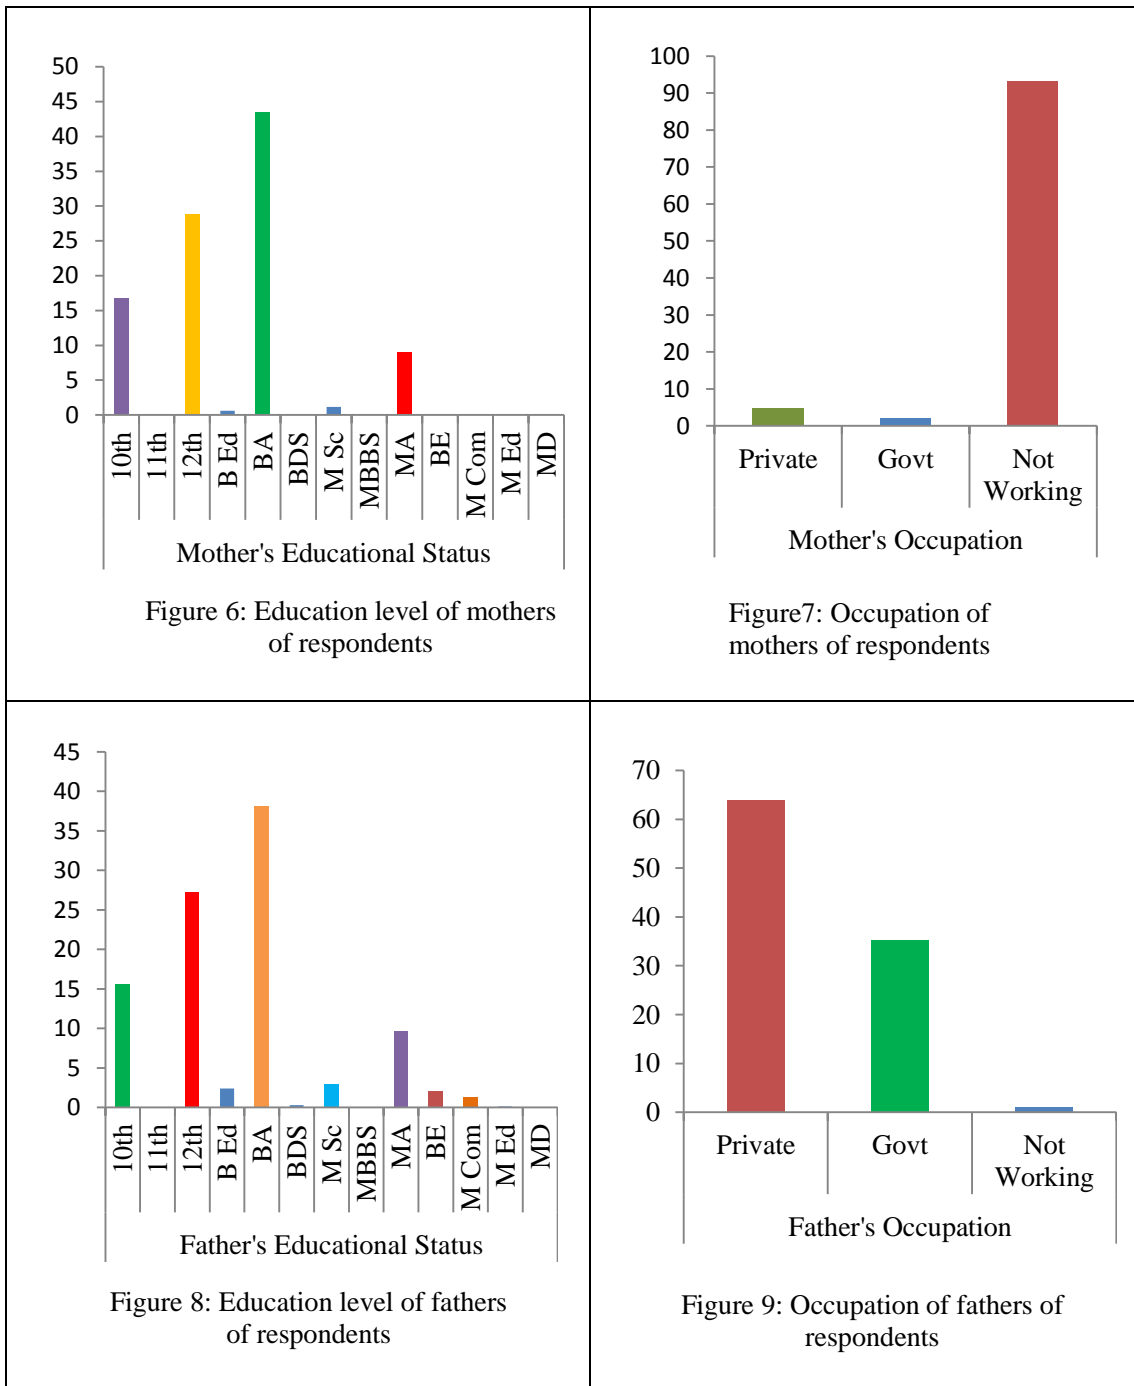 50
45
40
35
30
25
20
15
10
5
0
10th
11th
12th
B Ed
BA
BDS
M Sc
MBBS
MA
BE
M Com
M Ed
MD
Mother's Educational Status
Figure 6: Education level of mothers
of respondents
100
90
80
70
60
50
40
30
20
10
0
Private
Govt
Not
Working
Mother's Occupation
Figure7: Occupation of
mothers of respondents
45
40
35
30
25
20
15
10
5
0
10th
11th
12th
B Ed
BA
BDS
M Sc
MBBS
MA
BE
M Com
M Ed
MD
Father's Educational Status
Figure 8: Education level of fathers
of respondents
70
60
50
40
30
20
10
0
Private
Govt
Not
Working
Father's Occupation
Figure 9: Occupation of fathers of
respondents